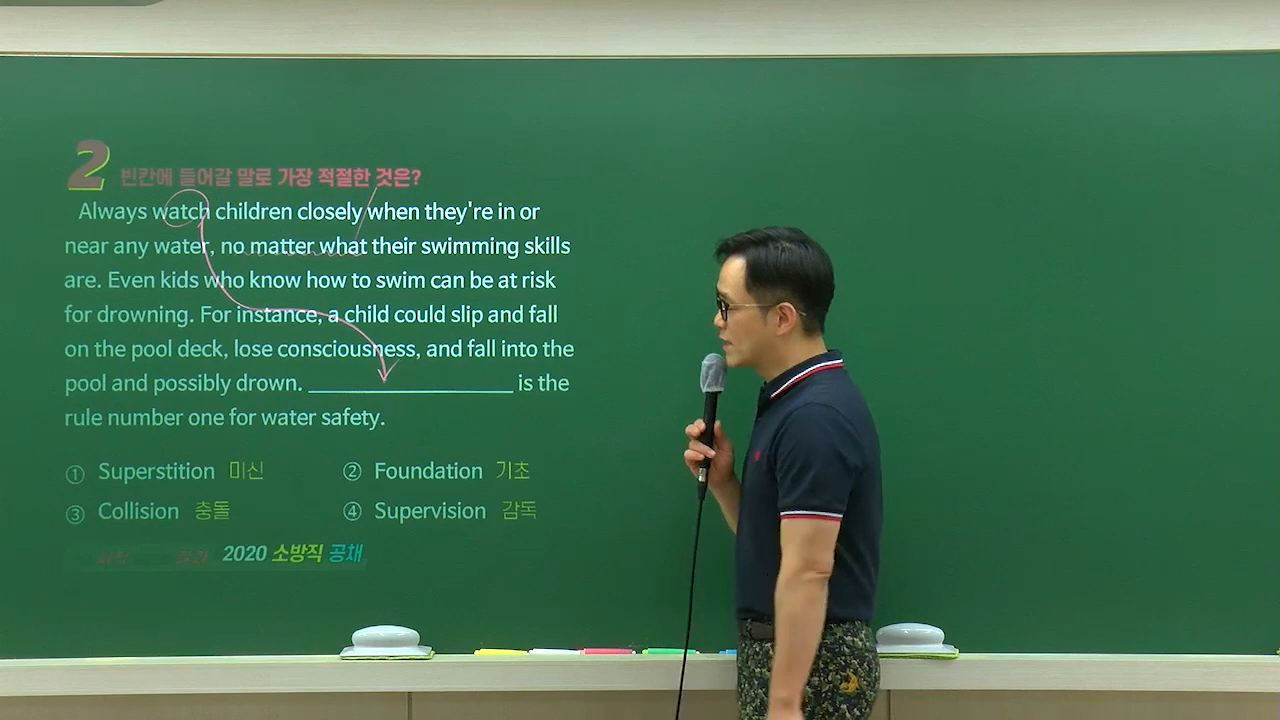 2 빈칸에 들어갈 말로 가장 적절한 것은?
Always watch children closely when they're in or
near any water, no matter what their swimming skills
are. Even kids who know how to swim can be at risk
for drowning. For instance, a child could slip and fall
on the pool deck, lose consciousness, and fall into the
pool and possibly drown. ____________________ is the
rule number one for water safety.
① Superstition 미신 ② Foundation 기초
③ Collision 충돌 ④ Supervision 감독
2020 소방직 공채